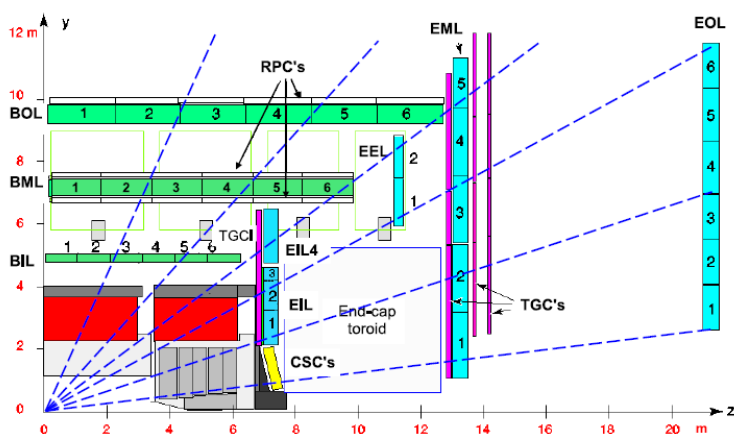 12 m
y
EML
EOL
RPC's
10
BOL
1 2 3 4 5 6
5
6
EEL
2
5
8
4
4
BML
1 2 3 4 5 6
1
3
3
6
TGCI
BIL
1 2 3 4 5 6
EIL4
2
2
4
3
EIL
2
End-cap
toroid
TGC's
1
1
1
2
CSC's
0
z
0 2 4 6 8 10 12 14 16 18 20 m